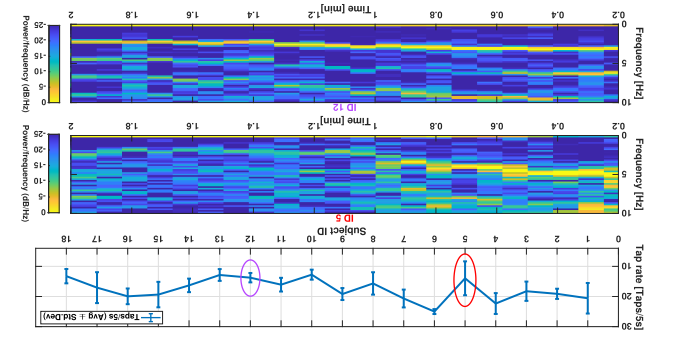 Tap rate [Taps/5s]
30
20
10
Taps/5s (Avg ± Std.Dev)
0 1 2 3 4 5 6 7 8 9 10 11 12 13 14 15 16 17 18
Subject ID
ID 5
Frequency [Hz]
10
5
0
0.2 0.4 0.6 0.8 1 1.2 1.4 1.6 1.8 2
Time [min]
0
-5
-10
-15
-20
-25
Power/frequency (dB/Hz)
ID 12
Frequency [Hz]
10
5
0
0.2 0.4 0.6 0.8 1 1.2 1.4 1.6 1.8 2
Time [min]
0
-5
-10
-15
-20
-25
Power/frequency (dB/Hz)